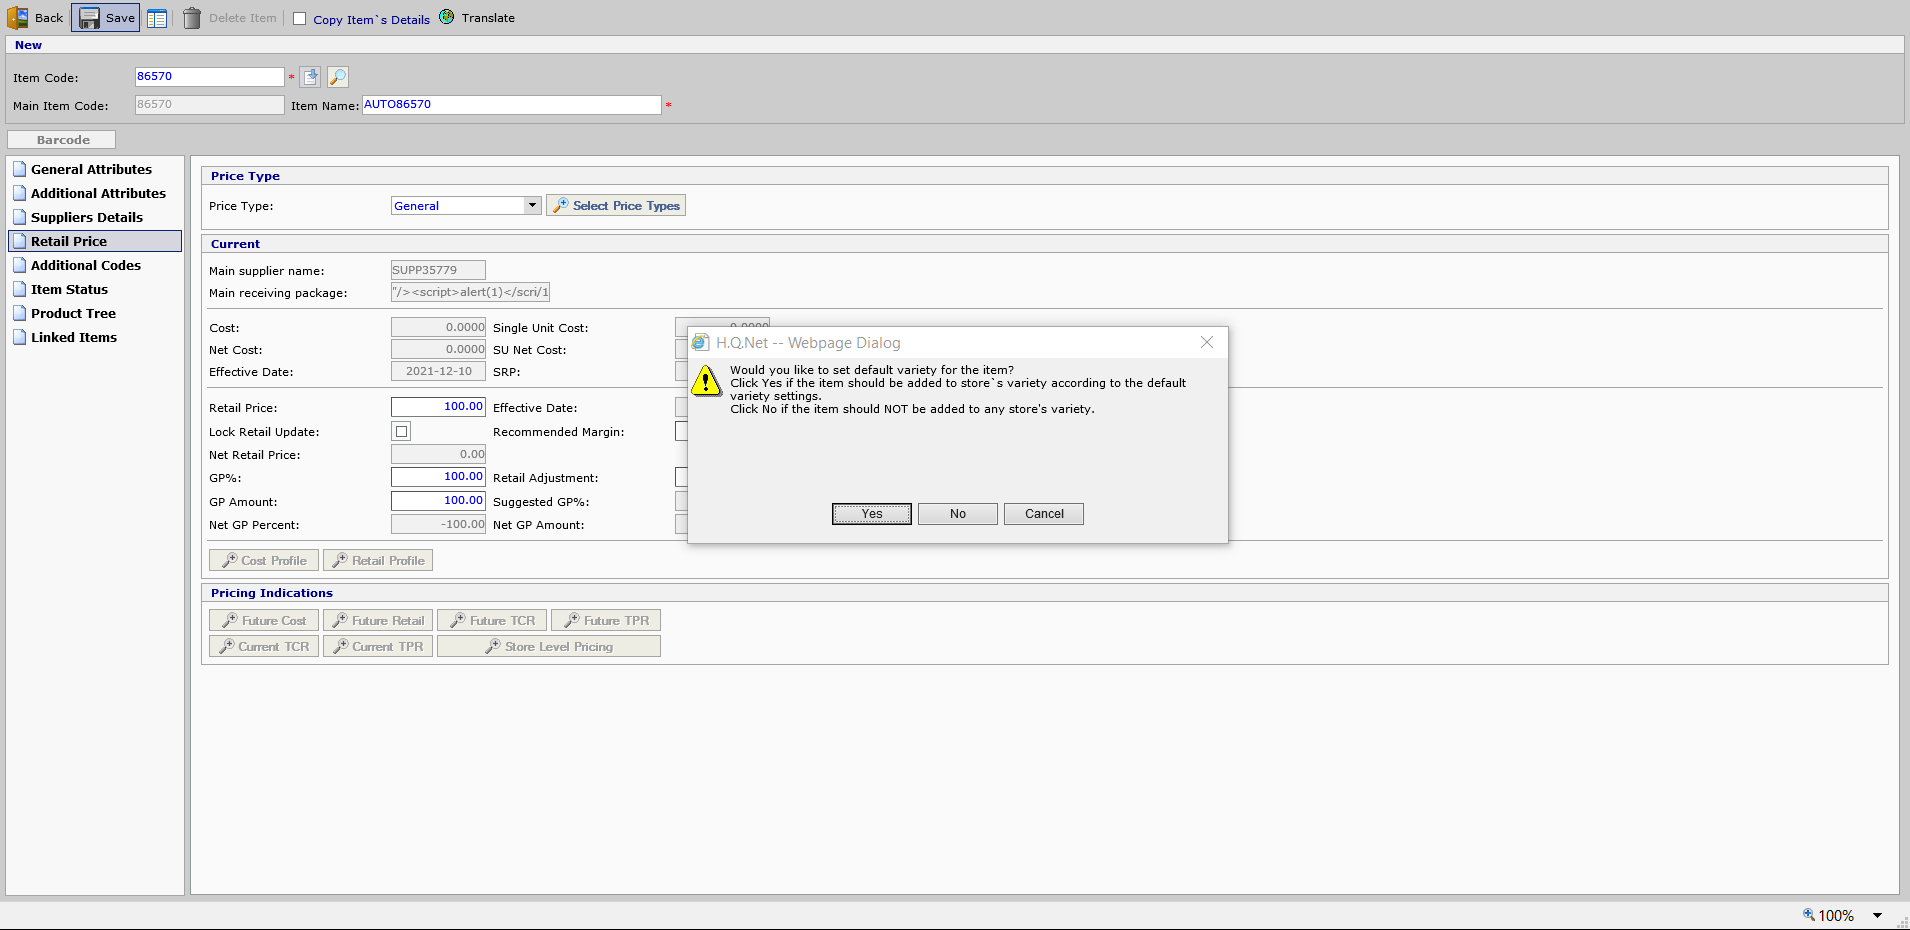 Back Save Delete Item Copy Item`s Details Translate
New
Item Code: 86570 *
Main Item Code: 86570 Item Name: AUTO86570 *
Barcode
General Attributes
Additional Attributes
Suppliers Details
Retail Price
Additional Codes
Item Status
Product Tree
Linked Items
Price Type
Price Type: General Select Price Types
Current
Main supplier name: SUPP35779
Main receiving package: "/><script>alert(1)</scri/1
Cost: 0.0000 Single Unit Cost: 0.0000
Net Cost: 0.0000 SU Net Cost:
Effective Date: 2021-12-10 SRP:
Retail Price: 100.00 Effective Date:
Lock Retail Update: Recommended Margin:
Net Retail Price: 0.00
GP%: 100.00 Retail Adjustment:
GP Amount: 100.00 Suggested GP%:
Net GP Percent: -100.00 Net GP Amount:
Cost Profile Retail Profile
Pricing Indications
Future Cost Future Retail Future TCR Future TPR
Current TCR Current TPR Store Level Pricing
H.Q.Net -- Webpage Dialog
Would you like to set default variety for the item?
Click Yes if the item should be added to store`s variety according to the default
variety settings.
Click No if the item should NOT be added to any store's variety.
Yes No Cancel
100%